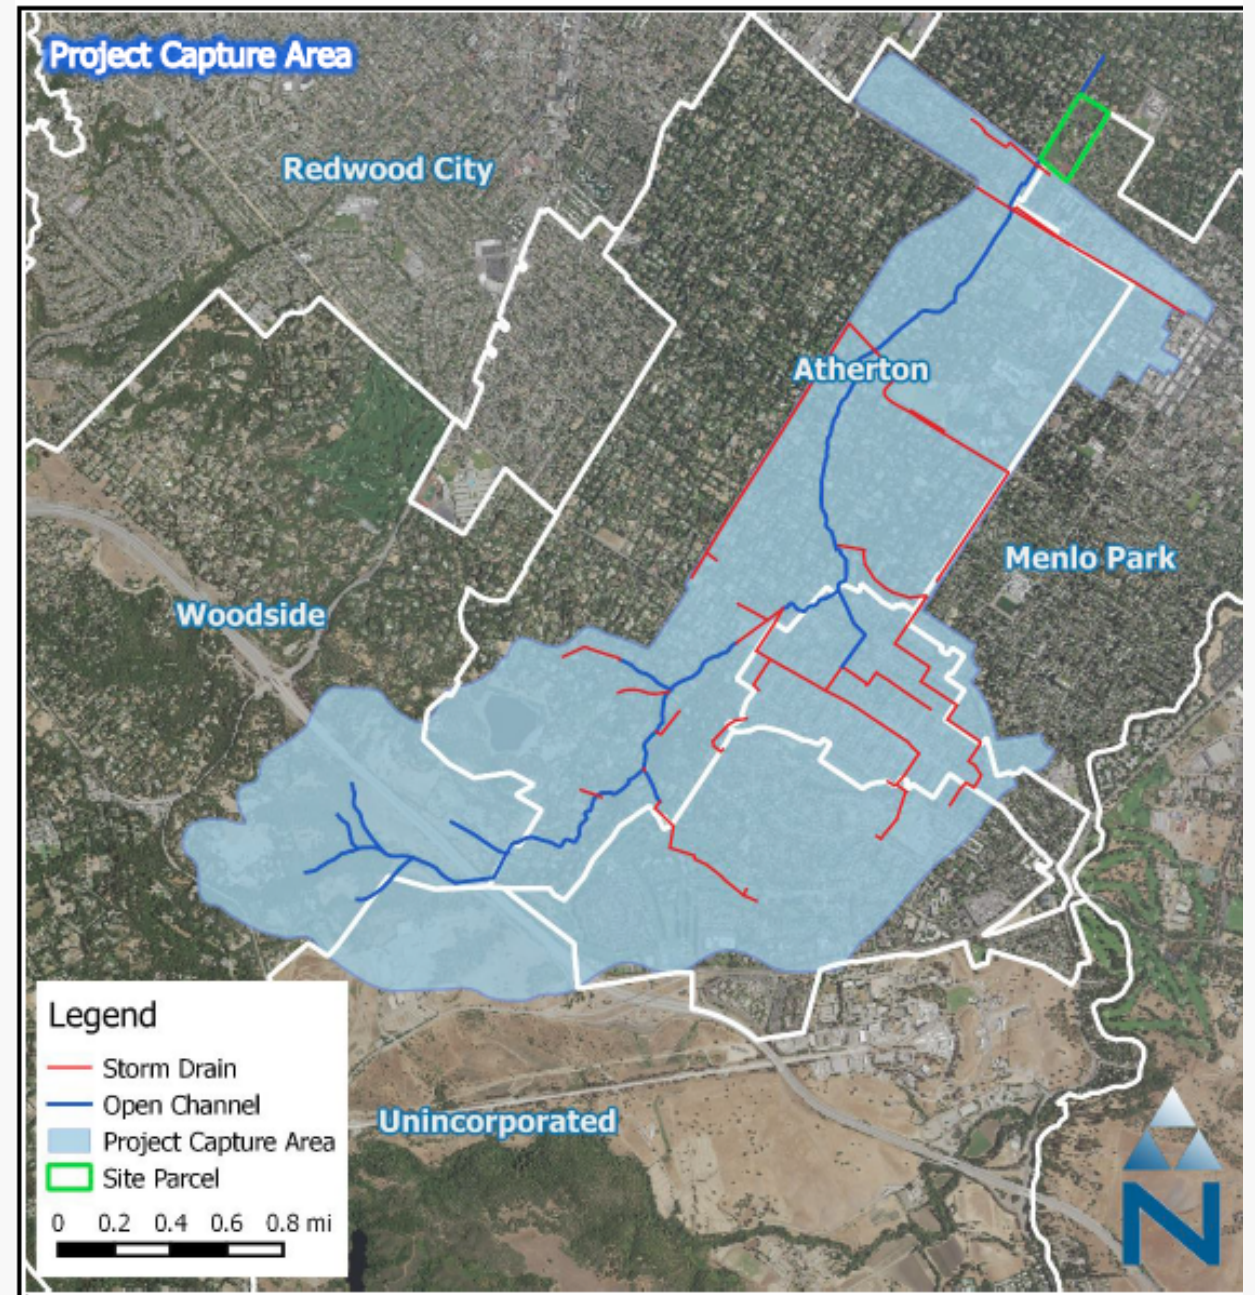 Project Capture Area
Redwood City
Atherton
Menlo Park
Woodside
Legend
Storm Drain
Open Channel
Project Capture Area
Site Parcel
0 0.2 0.4 0.6 0.8 mi
Unincorporated
N